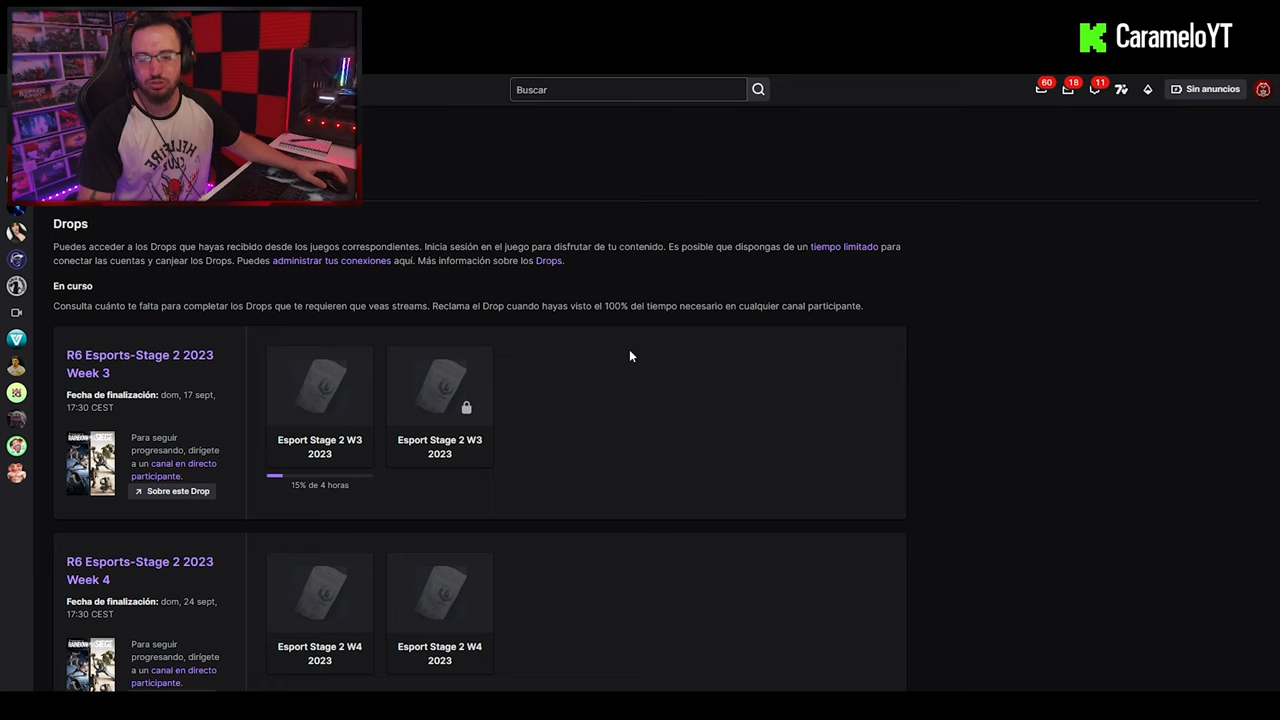 CarameloYT
Buscar
60
18
11
Sin anuncios
HELLFIRE
CLUB
Drops
Puedes acceder a los Drops que hayas recibido desde los juegos correspondientes. Inicia sesión en el juego para disfrutar de tu contenido. Es posible que dispongas de un tiempo limitado para
conectar las cuentas y canjear los Drops. Puedes administrar tus conexiones aquí. Más información sobre los Drops.
En curso
Consulta cuánto te falta para completar los Drops que te requieren que veas streams. Reclama el Drop cuando hayas visto el 100% del tiempo necesario en cualquier canal participante.
R6 Esports-Stage 2 2023
Week 3
Fecha de finalización: dom, 17 sept,
17:30 CEST
Para seguir
progresando, dirígete
a un canal en directo
participante.
Sobre este Drop
Esport Stage 2 W3
2023
15% de 4 horas
Esport Stage 2 W3
2023
R6 Esports-Stage 2 2023
Week 4
Fecha de finalización: dom, 24 sept,
17:30 CEST
Para seguir
progresando, dirígete
a un canal en directo
participante.
Esport Stage 2 W4
2023
Esport Stage 2 W4
2023